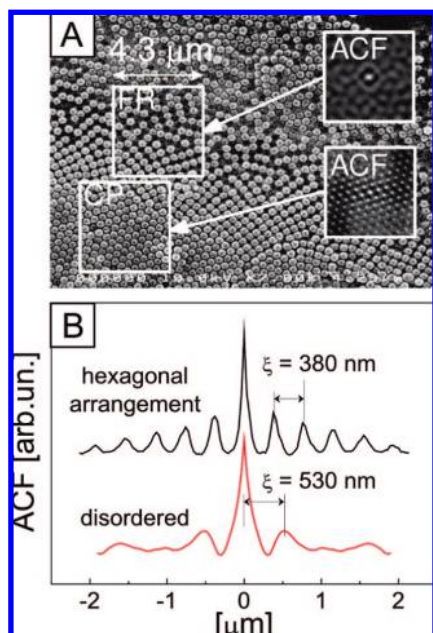 A
4.3 μm
FR
ACF
CP
ACF
B
hexagonal
arrangement
ξ = 380 nm
ξ = 530 nm
disordered
ACF [arb.un.]
-2 -1 0 1 2
[μm]